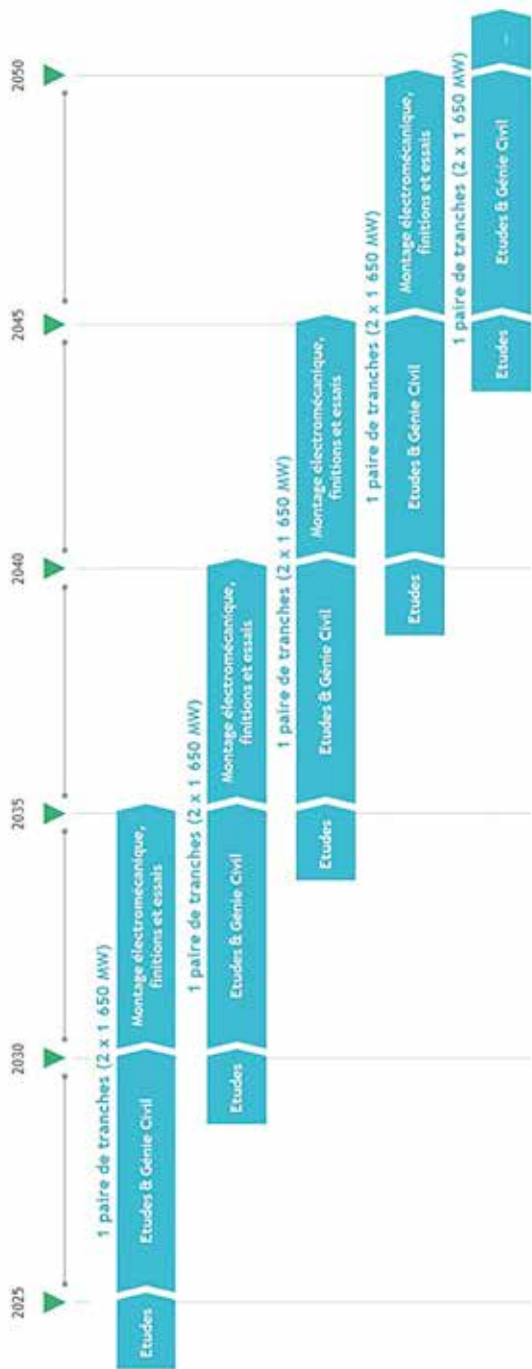 2025
2030
2035
2040
2045
2050
1 paire de tranches (2 x 1 650 MW)
Etudes
Etudes & Génie Civil
Montage électromécanique,
finitions et essais
1 paire de tranches (2 x 1 650 MW)
Etudes
Etudes & Génie Civil
Montage électromécanique,
finitions et essais
1 paire de tranches (2 x 1 650 MW)
Etudes
Etudes & Génie Civil
Montage électromécanique,
finitions et essais
1 paire de tranches (2 x 1 650 MW)
Etudes
Etudes & Génie Civil
Montage électromécanique,
finitions et essais
1 paire de tranches (2 x 1 650 MW)
Etudes
Etudes & Génie Civil
...